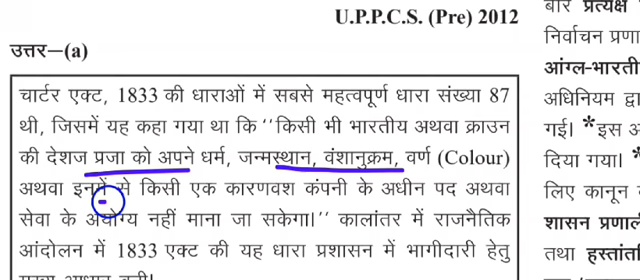 U.P.P.C.S. (Pre) 2012
उत्तर–(a)
चार्टर एक्ट, 1833 की धाराओं में सबसे महत्वपूर्ण धारा संख्या 87
थी, जिसमें यह कहा गया था कि ''किसी भी भारतीय अथवा क्राउन
की देशज प्रजा को अपने धर्म, जन्मस्थान, वंशानुक्रम, वर्ण (Colour)
अथवा इनमें से किसी एक कारणवश कंपनी के अधीन पद अथवा
सेवा के अयोग्य नहीं माना जा सकेगा।'' कालांतर में राजनैतिक
आंदोलन में 1833 एक्ट की यह धारा प्रशासन में भागीदारी हेतु
बार प्रत्यक्ष
निर्वाचन प्रणा
आंग्ल-भारती
अधिनियम द्वा
गई। *इस अ
दिया गया। *
लिए कानून
शासन प्रणाल
तथा हस्तांत